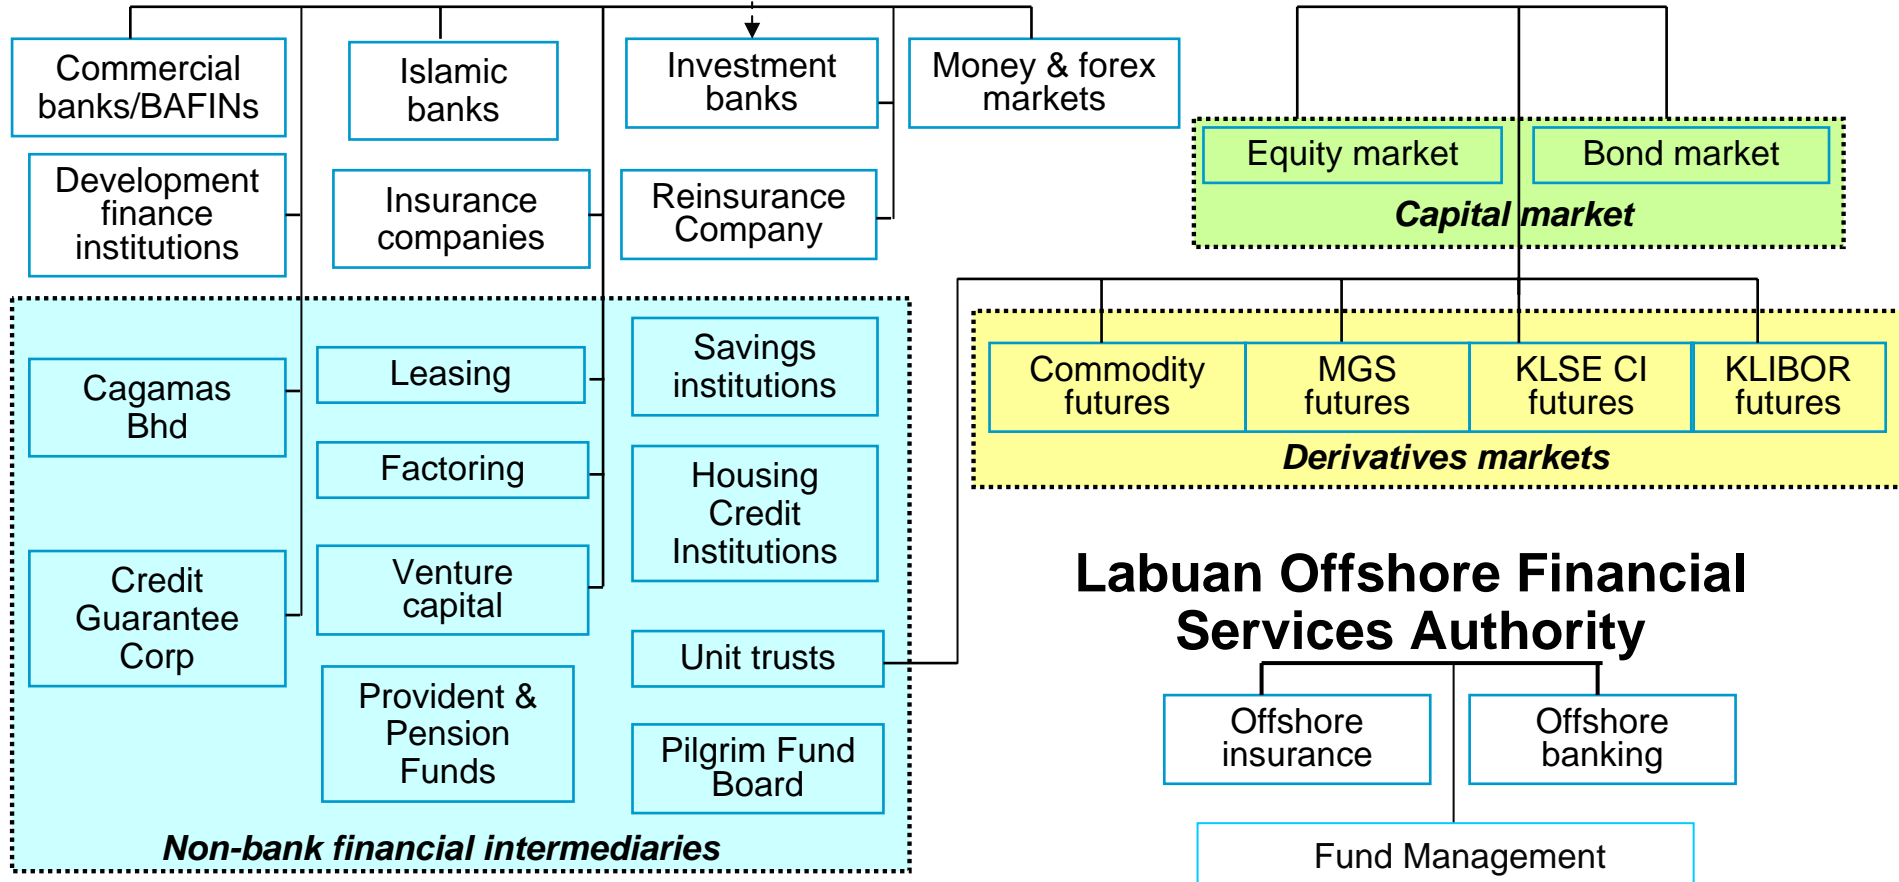 Commercial
banks/BAFINs
Islamic
banks
Investment
banks
Money & forex
markets
Equity market
Bond market
Capital market
Development
finance
institutions
Insurance
companies
Reinsurance
Company
Cagamas
Bhd
Leasing
Savings
institutions
Factoring
Housing
Credit
Institutions
Credit
Guarantee
Corp
Venture
capital
Unit trusts
Provident &
Pension
Funds
Pilgrim Fund
Board
Non-bank financial intermediaries
Commodity
futures
MGS
futures
KLSE CI
futures
KLIBOR
futures
Derivatives markets
Labuan Offshore Financial
Services Authority
Offshore
insurance
Offshore
banking
Fund Management